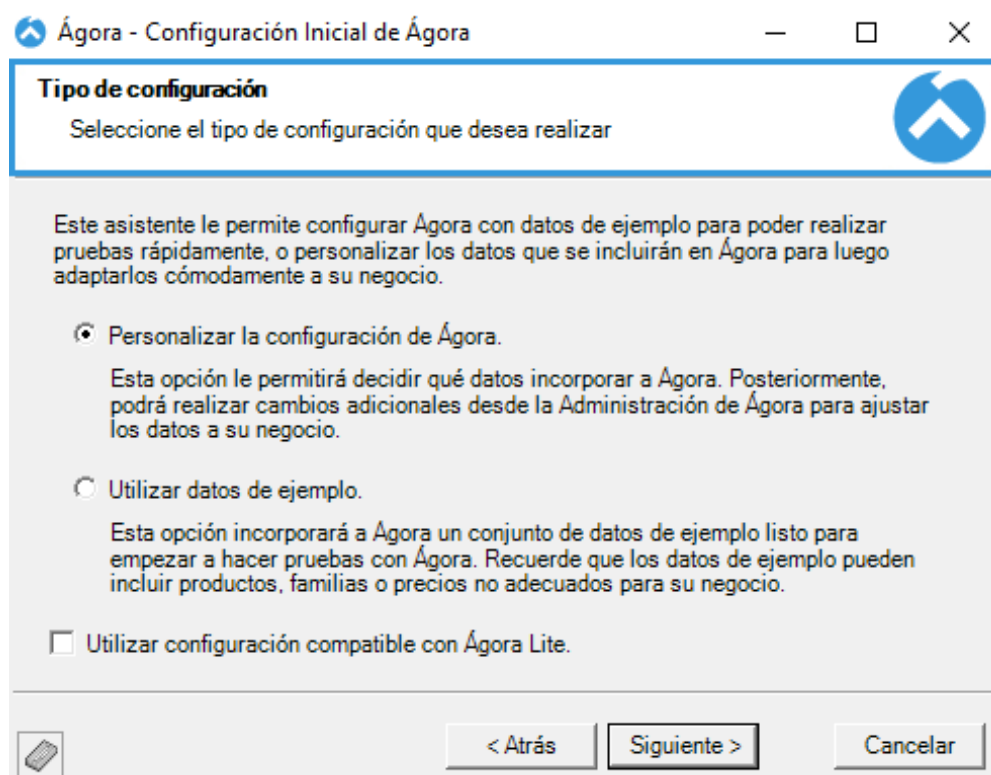 Ágora - Configuración Inicial de Ágora
Tipo de configuración
Seleccione el tipo de configuración que desea realizar
Este asistente le permite configurar Agora con datos de ejemplo para poder realizar
pruebas rápidamente, o personalizar los datos que se incluirán en Ágora para luego
adaptarlos cómodamente a su negocio.
Personalizar la configuración de Ágora.
Esta opción le permitirá decidir qué datos incorporar a Agora. Posteriormente,
podrá realizar cambios adicionales desde la Administración de Ágora para ajustar
los datos a su negocio.
Utilizar datos de ejemplo.
Esta opción incorporará a Agora un conjunto de datos de ejemplo listo para
empezar a hacer pruebas con Ágora. Recuerde que los datos de ejemplo pueden
incluir productos, familias o precios no adecuados para su negocio.
Utilizar configuración compatible con Ágora Lite.
< Atrás
Siguiente >
Cancelar